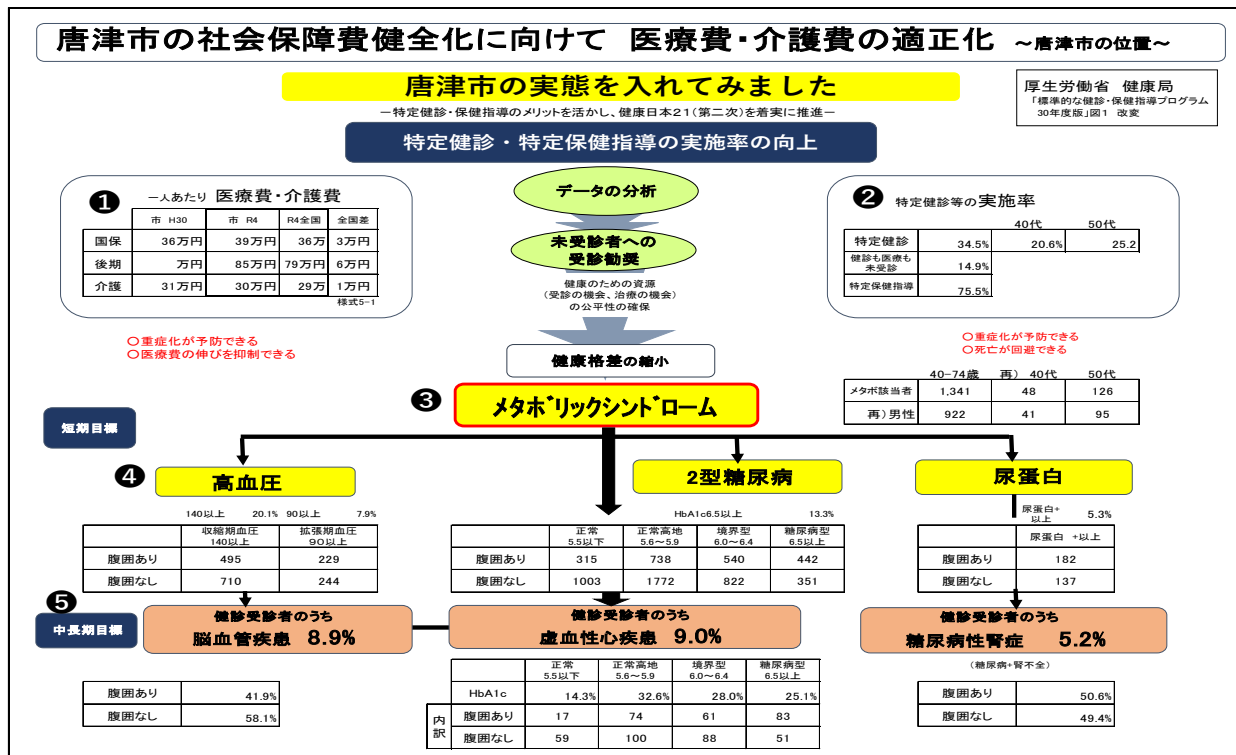 唐津市の社会保障費健全化に向けて 医療費・介護費の適正化 ～唐津市の位置～
唐津市の実態を入れてみました
－特定健診・保健指導のメリットを活かし、健康日本２１(第二次)を着実に推進－
厚生労働省 健康局
「標準的な健診・保健指導プログラム
30年度版」図1 改変
特定健診・特定保健指導の実施率の向上
❶ 一人あたり 医療費・介護費
市 H30 市 R4 R4全国 全国差
国保 36万円 39万円 36万 3万円
後期 万円 85万円 79万円 6万円
介護 31万円 30万円 29万 1万円
様式5-1
〇重症化が予防できる
〇医療費の伸びを抑制できる
データの分析
未受診者への
受診勧奨
健康のための資源
(受診の機会、治療の機会)
の公平性の確保
健康格差の縮小
❷ 特定健診等の実施率
40代 50代
特定健診 34.5% 20.6% 25.2
健診も医療も
未受診 14.9%
特定保健指導 75.5%
〇重症化が予防できる
〇死亡が回避できる
40-74歳 再） 40代 50代
メタボ該当者 1,341 48 126
再）男性 922 41 95
❸ メタボリックシンドローム
短期目標
❹ 高血圧
2型糖尿病
尿蛋白
140以上 20.1% 90以上 7.9%
収縮期血圧 拡張期血圧
140以上 90以上
腹囲あり 495 229
腹囲なし 710 244
HbA1c6.5以上 13.3%
正常 正常高地 境界型 糖尿病型
5.5以下 5.6～5.9 6.0～6.4 6.5以上
腹囲あり 315 738 540 442
腹囲なし 1003 1772 822 351
尿蛋白+
以上 5.3%
尿蛋白 +以上
腹囲あり 182
腹囲なし 137
❺
中長期目標
健診受診者のうち
脳血管疾患 8.9%
健診受診者のうち
虚血性心疾患 9.0%
健診受診者のうち
糖尿病性腎症 5.2%
(糖尿病+腎不全)
腹囲あり 41.9%
腹囲なし 58.1%
正常 正常高地 境界型 糖尿病型
5.5以下 5.6～5.9 6.0～6.4 6.5以上
HbA1c 14.3% 32.6% 28.0% 25.1%
内訳
腹囲あり 17 74 61 83
腹囲なし 59 100 88 51
腹囲あり 50.6%
腹囲なし 49.4%